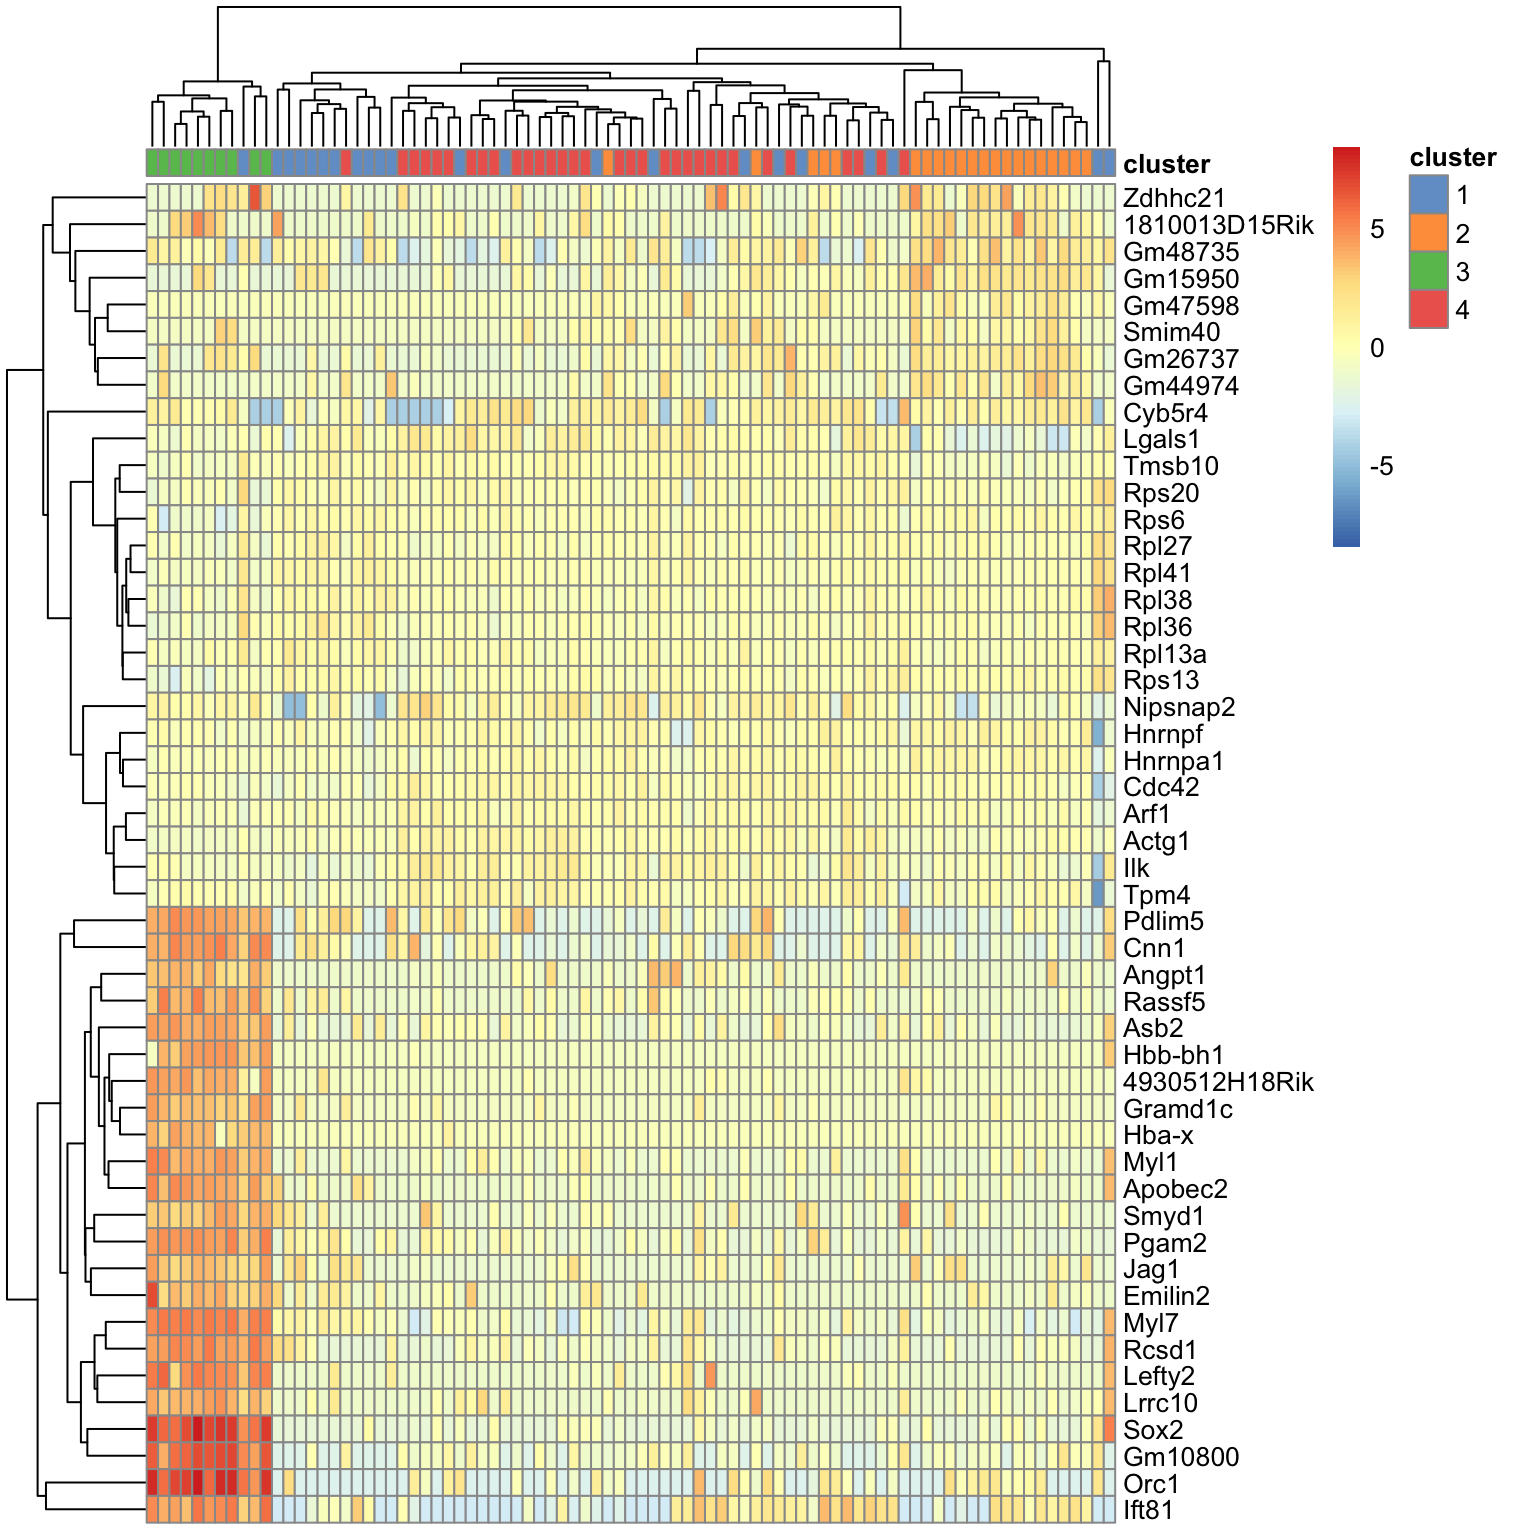 cluster
Zdhhc21
1810013D15Rik
Gm48735
Gm15950
Gm47598
Smim40
Gm26737
Gm44974
Cyb5r4
Lgals1
Tmsb10
Rps20
Rps6
Rpl27
Rpl41
Rpl38
Rpl36
Rpl13a
Rps13
Nipsnap2
Hnrnpf
Hnrnpa1
Cdc42
Arf1
Actg1
Ilk
Tpm4
Pdlim5
Cnn1
Angpt1
Rassf5
Asb2
Hbb-bh1
4930512H18Rik
Gramd1c
Hba-x
Myl1
Apobec2
Smyd1
Pgam2
Jag1
Emilin2
Myl7
Rcsd1
Lefty2
Lrrc10
Sox2
Gm10800
Orc1
Ift81
5
0
-5
cluster
1
2
3
4